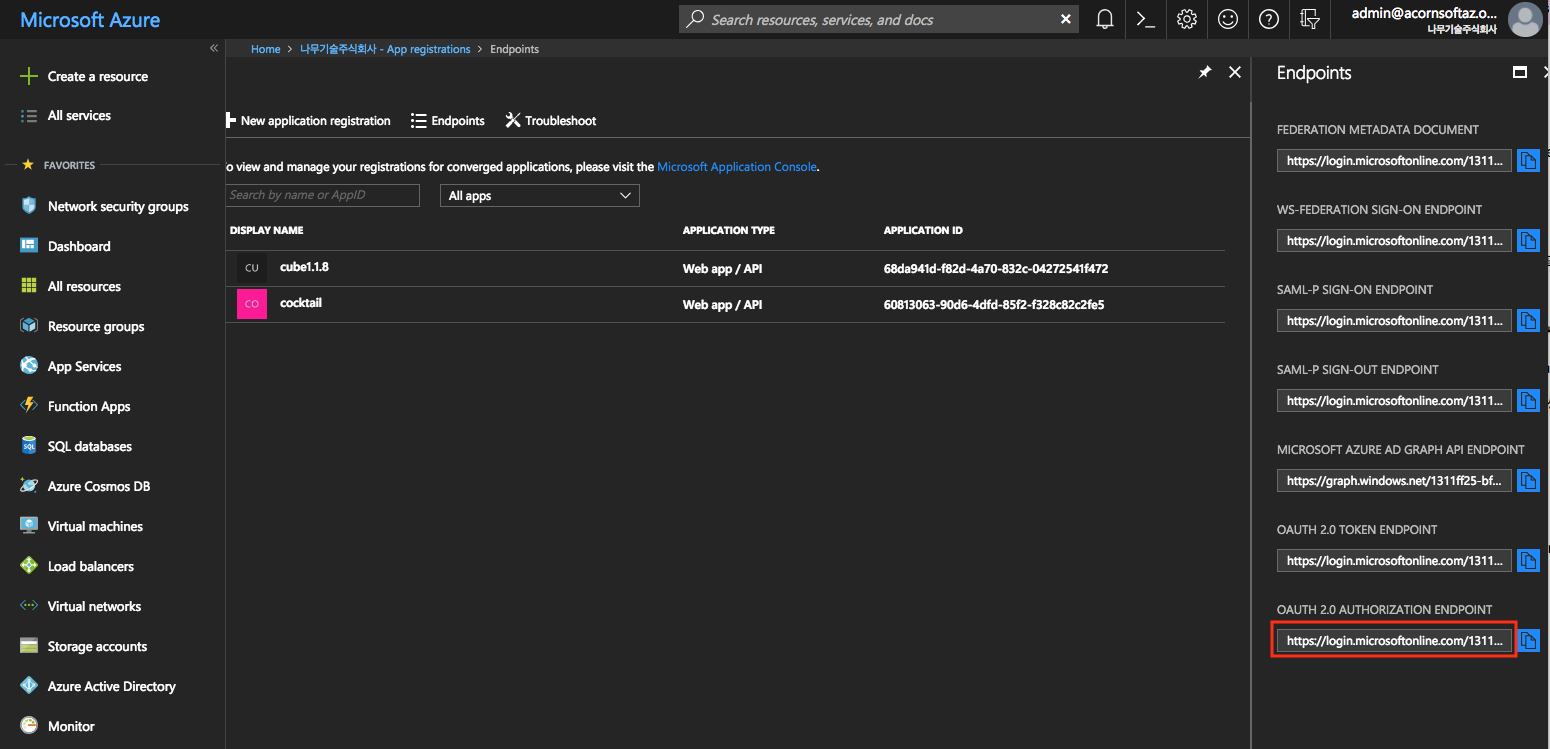 Microsoft Azure
Search resources, services, and docs
admin@acornsoftaz.o...
나무기술주식회사
Home > 나무기술주식회사 - App registrations > Endpoints
Create a resource
All services
FAVORITES
Network security groups
Dashboard
All resources
Resource groups
App Services
Function Apps
SQL databases
Azure Cosmos DB
Virtual machines
Load balancers
Virtual networks
Storage accounts
Azure Active Directory
Monitor
New application registration Endpoints Troubleshoot
o view and manage your registrations for converged applications, please visit the Microsoft Application Console.
Search by name or AppID All apps
DISPLAY NAME APPLICATION TYPE APPLICATION ID
CU cube1.1.8 Web app / API 68da941d-f82d-4a70-832c-04272541f472
CO cocktail Web app / API 60813063-90d6-4dfd-85f2-f328c82c2fe5
Endpoints
FEDERATION METADATA DOCUMENT
https://login.microsoftonline.com/1311...
WS-FEDERATION SIGN-ON ENDPOINT
https://login.microsoftonline.com/1311...
SAML-P SIGN-ON ENDPOINT
https://login.microsoftonline.com/1311...
SAML-P SIGN-OUT ENDPOINT
https://login.microsoftonline.com/1311...
MICROSOFT AZURE AD GRAPH API ENDPOINT
https://graph.windows.net/1311ff25-bf...
OAUTH 2.0 TOKEN ENDPOINT
https://login.microsoftonline.com/1311...
OAUTH 2.0 AUTHORIZATION ENDPOINT
https://login.microsoftonline.com/1311...